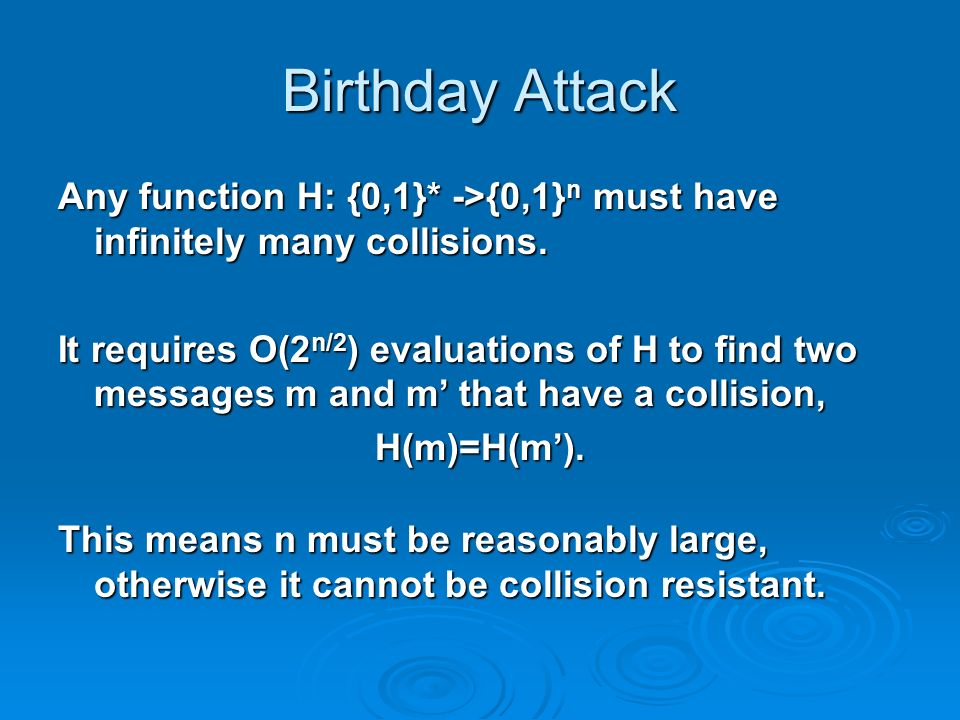 Birthday Attack
Any function H: {0,1}* ->{0,1}ⁿ must have
infinitely many collisions.
It requires O(2ⁿ/²) evaluations of H to find two
messages m and m’ that have a collision,
H(m)=H(m’).
This means n must be reasonably large,
otherwise it cannot be collision resistant.